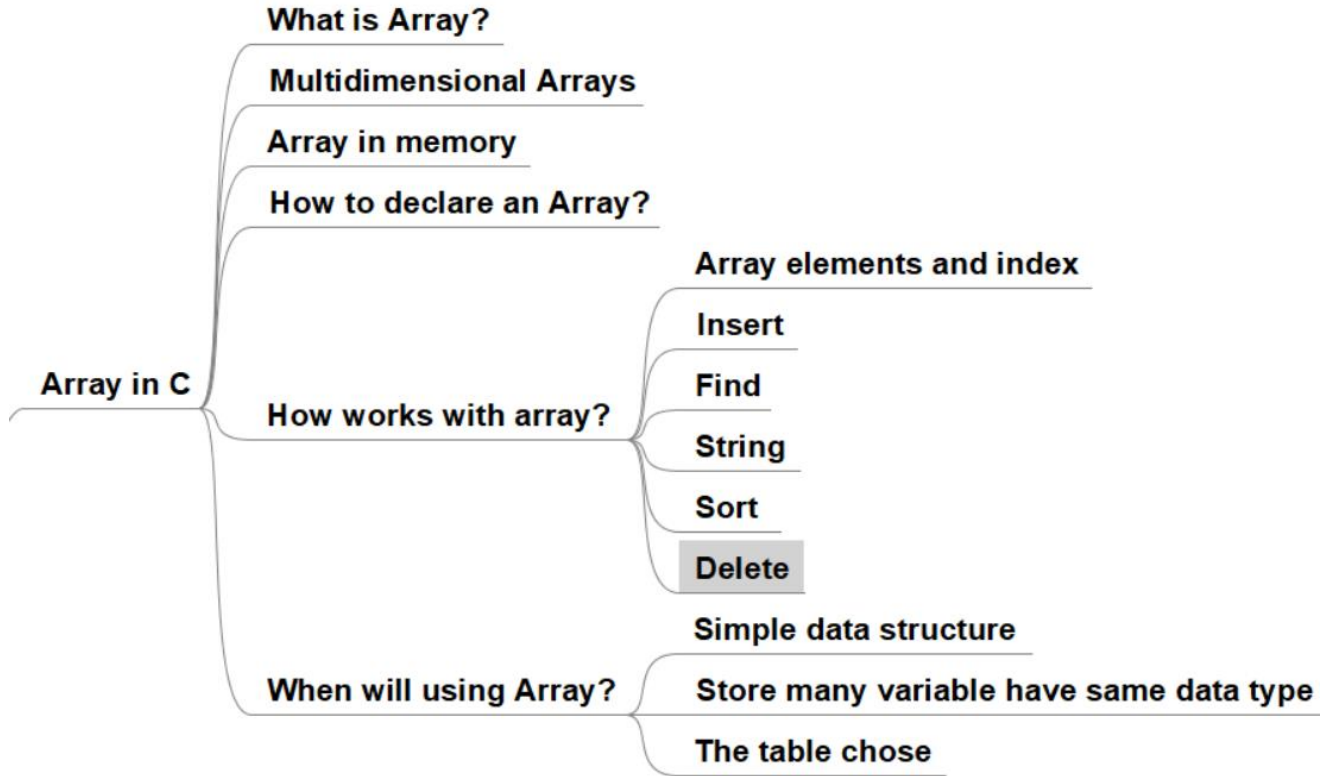 What is Array?
Multidimensional Arrays
Array in memory
How to declare an Array?
Array elements and index
Insert
Find
Array in C
How works with array?
String
Sort
Delete
Simple data structure
When will using Array?
Store many variable have same data type
The table chose